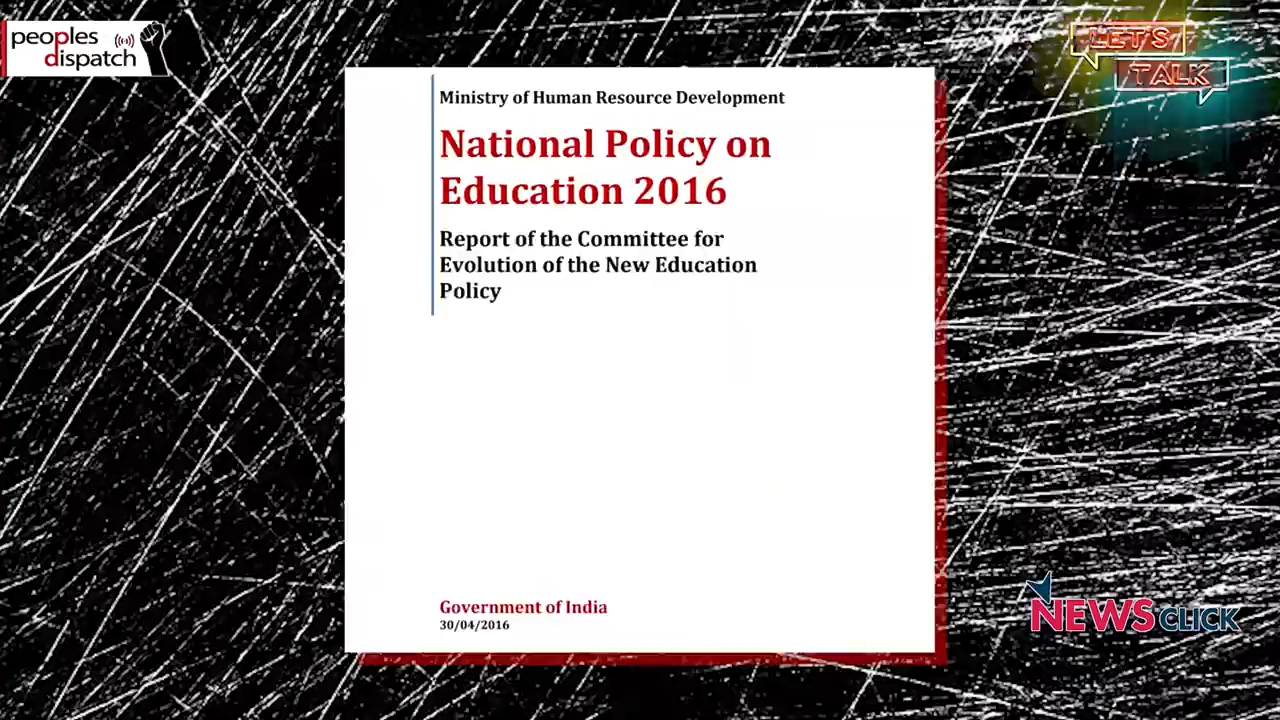 peoples
dispatch
LET'S
TALK
Ministry of Human Resource Development
National Policy on
Education 2016
Report of the Committee for
Evolution of the New Education
Policy
Government of India
30/04/2016
NEWSCLICK